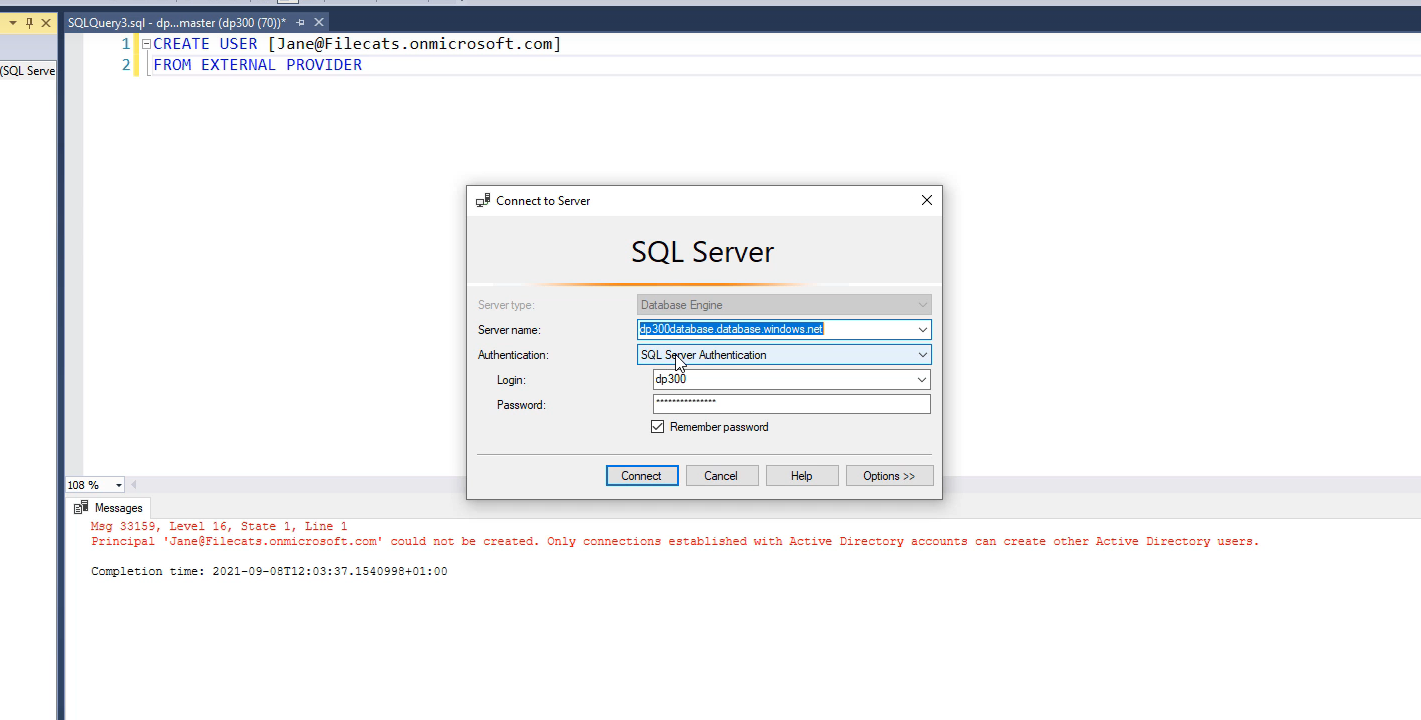 SQLQuery3.sql - dp...master (dp300 (70))*
(SQL Serve
1 CREATE USER [Jane@Filecats.onmicrosoft.com]
2 FROM EXTERNAL PROVIDER
Connect to Server
SQL Server
Server type: Database Engine
Server name: dp300database.database.windows.net
Authentication: SQL Server Authentication
Login: dp300
Password: ***************
Remember password
Connect Cancel Help Options >>
108 %
Messages
Msg 33159, Level 16, State 1, Line 1
Principal 'Jane@Filecats.onmicrosoft.com' could not be created. Only connections established with Active Directory accounts can create other Active Directory users.
Completion time: 2021-09-08T12:03:37.1540998+01:00